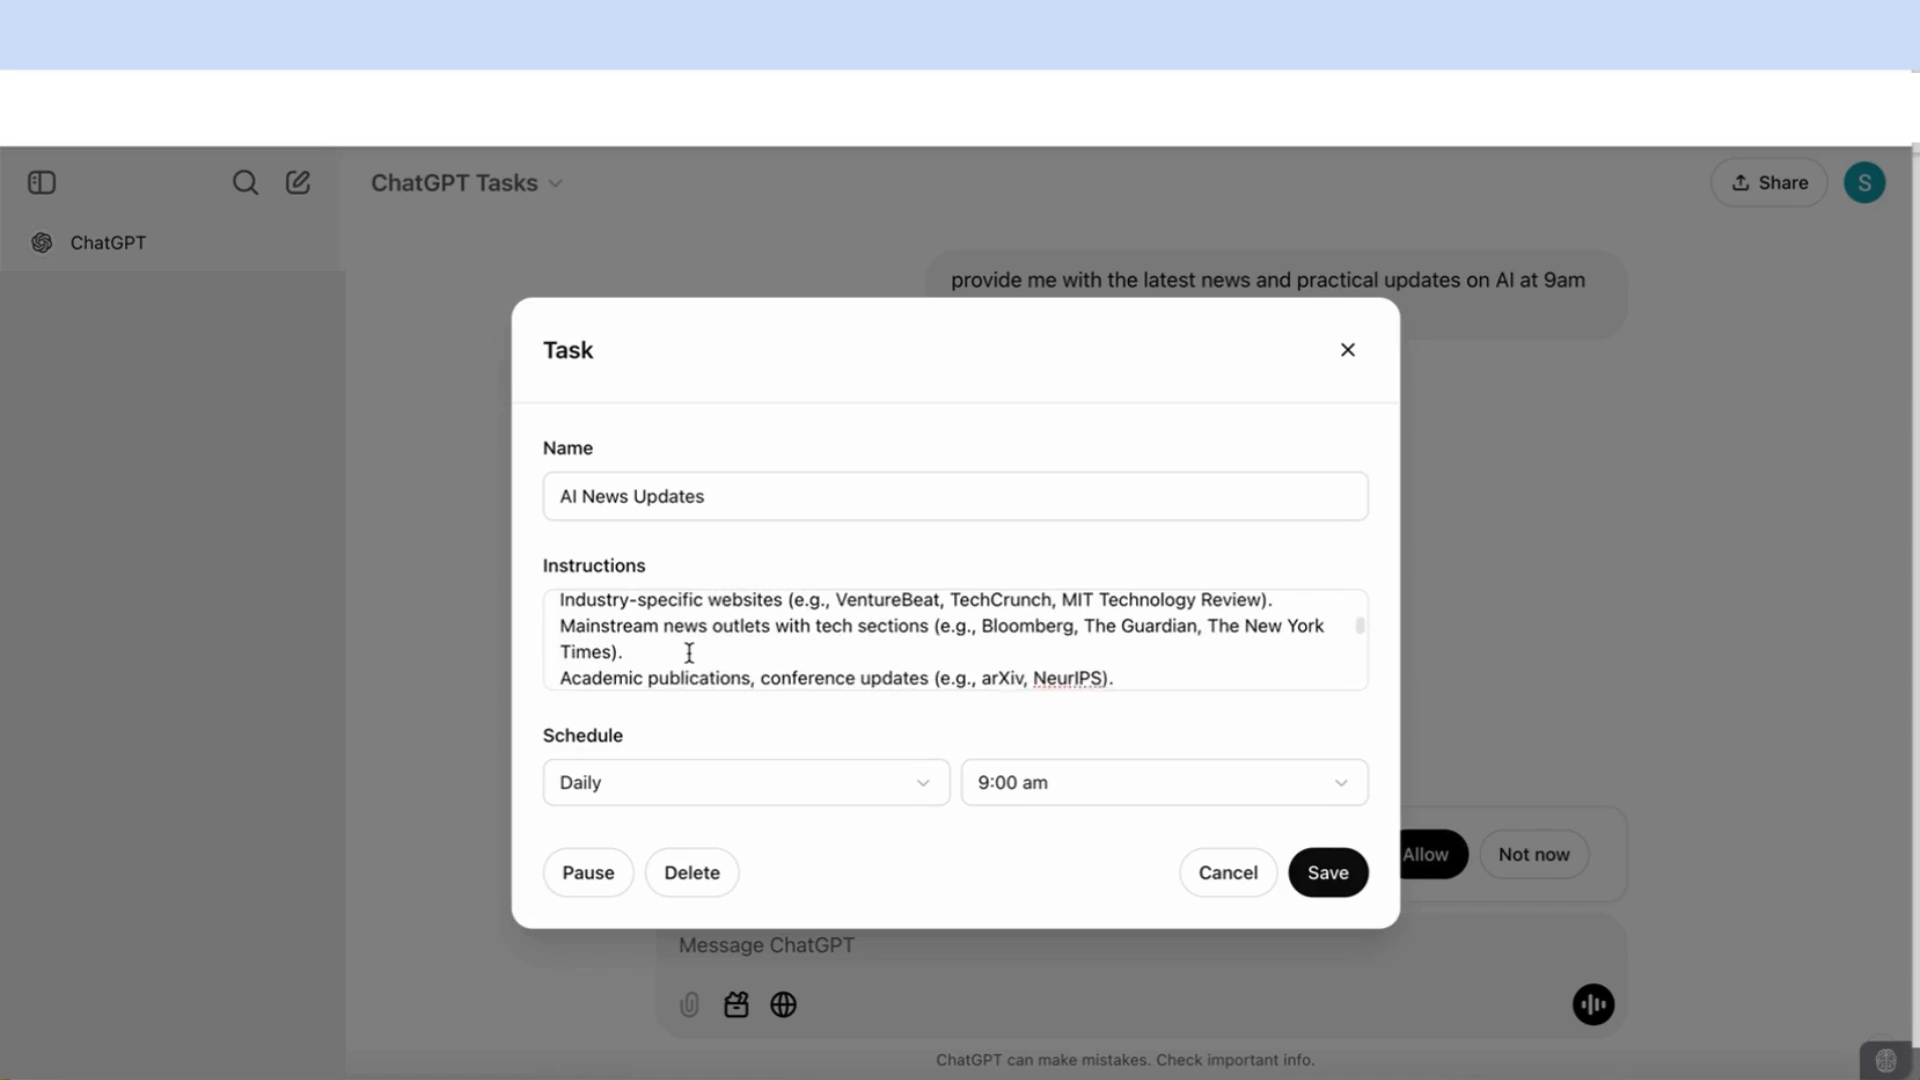 ChatGPT Tasks
Share
S
ChatGPT
provide me with the latest news and practical updates on AI at 9am
Task
Name
AI News Updates
Instructions
Industry-specific websites (e.g., VentureBeat, TechCrunch, MIT Technology Review).
Mainstream news outlets with tech sections (e.g., Bloomberg, The Guardian, The New York
Times).
Academic publications, conference updates (e.g., arXiv, NeurIPS).
Schedule
Daily
9:00 am
Pause
Delete
Cancel
Save
Allow
Not now
Message ChatGPT
ChatGPT can make mistakes. Check important info.